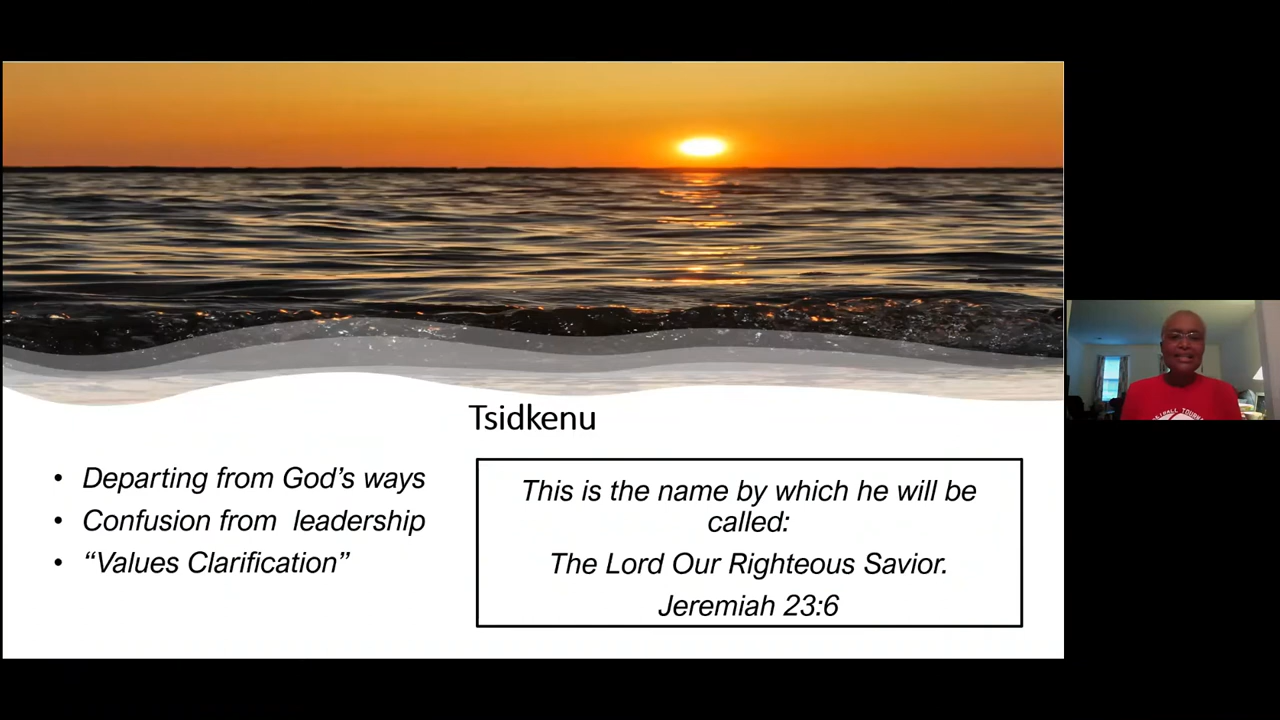 Tsidkenu
• Departing from God’s ways
• Confusion from  leadership
• “Values Clarification”
This is the name by which he will be
called:
The Lord Our Righteous Savior.
Jeremiah 23:6